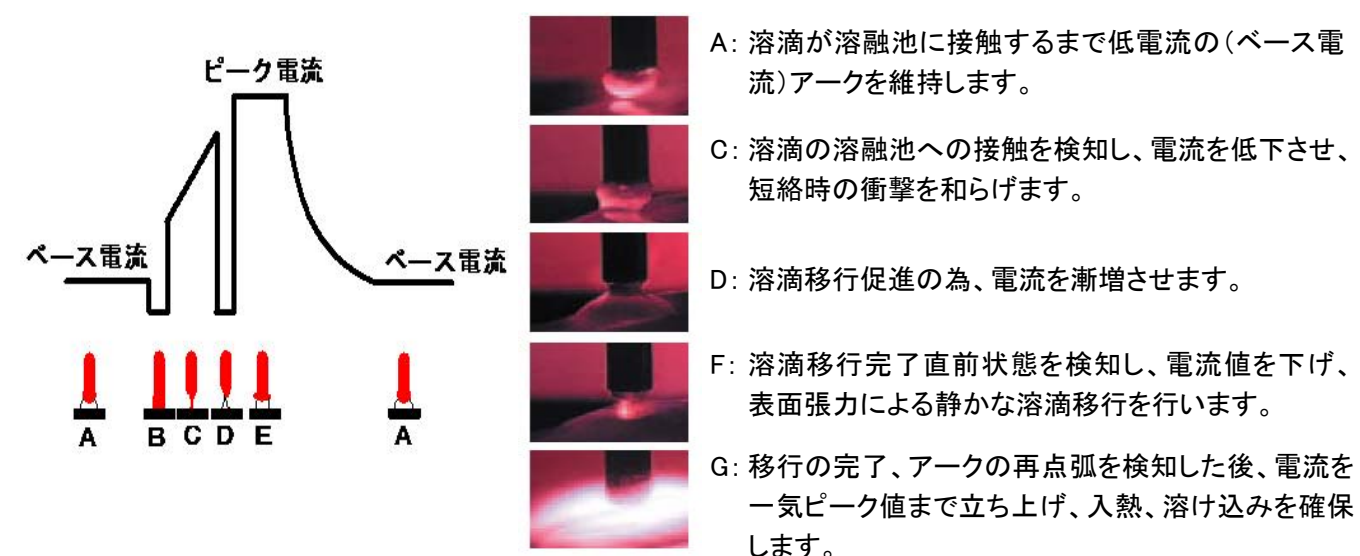 ピーク電流
ベース電流
ベース電流
A B C D E A
A: 溶滴が溶融池に接触するまで低電流の(ベース電
流)アークを維持します。
C: 溶滴の溶融池への接触を検知し、電流を低下させ、
短絡時の衝撃を和らげます。
D: 溶滴移行促進の為、電流を漸増させます。
F: 溶滴移行完了直前状態を検知し、電流値を下げ、
表面張力による静かな溶滴移行を行います。
G: 移行の完了、アークの再点弧を検知した後、電流を
一気ピーク値まで立ち上げ、入熱、溶け込みを確保
します。